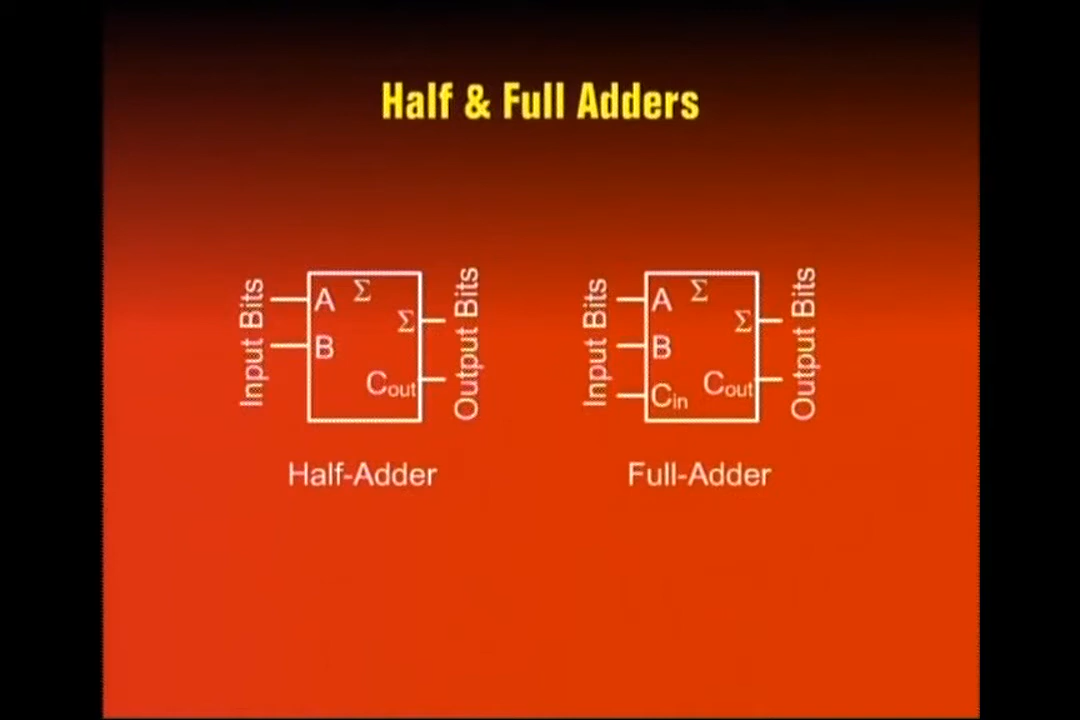 Half & Full Adders
Input Bits
A
B
Σ
Σ
Cout
Output Bits
Half-Adder
Input Bits
A
B
Cin
Σ
Σ
Cout
Output Bits
Full-Adder